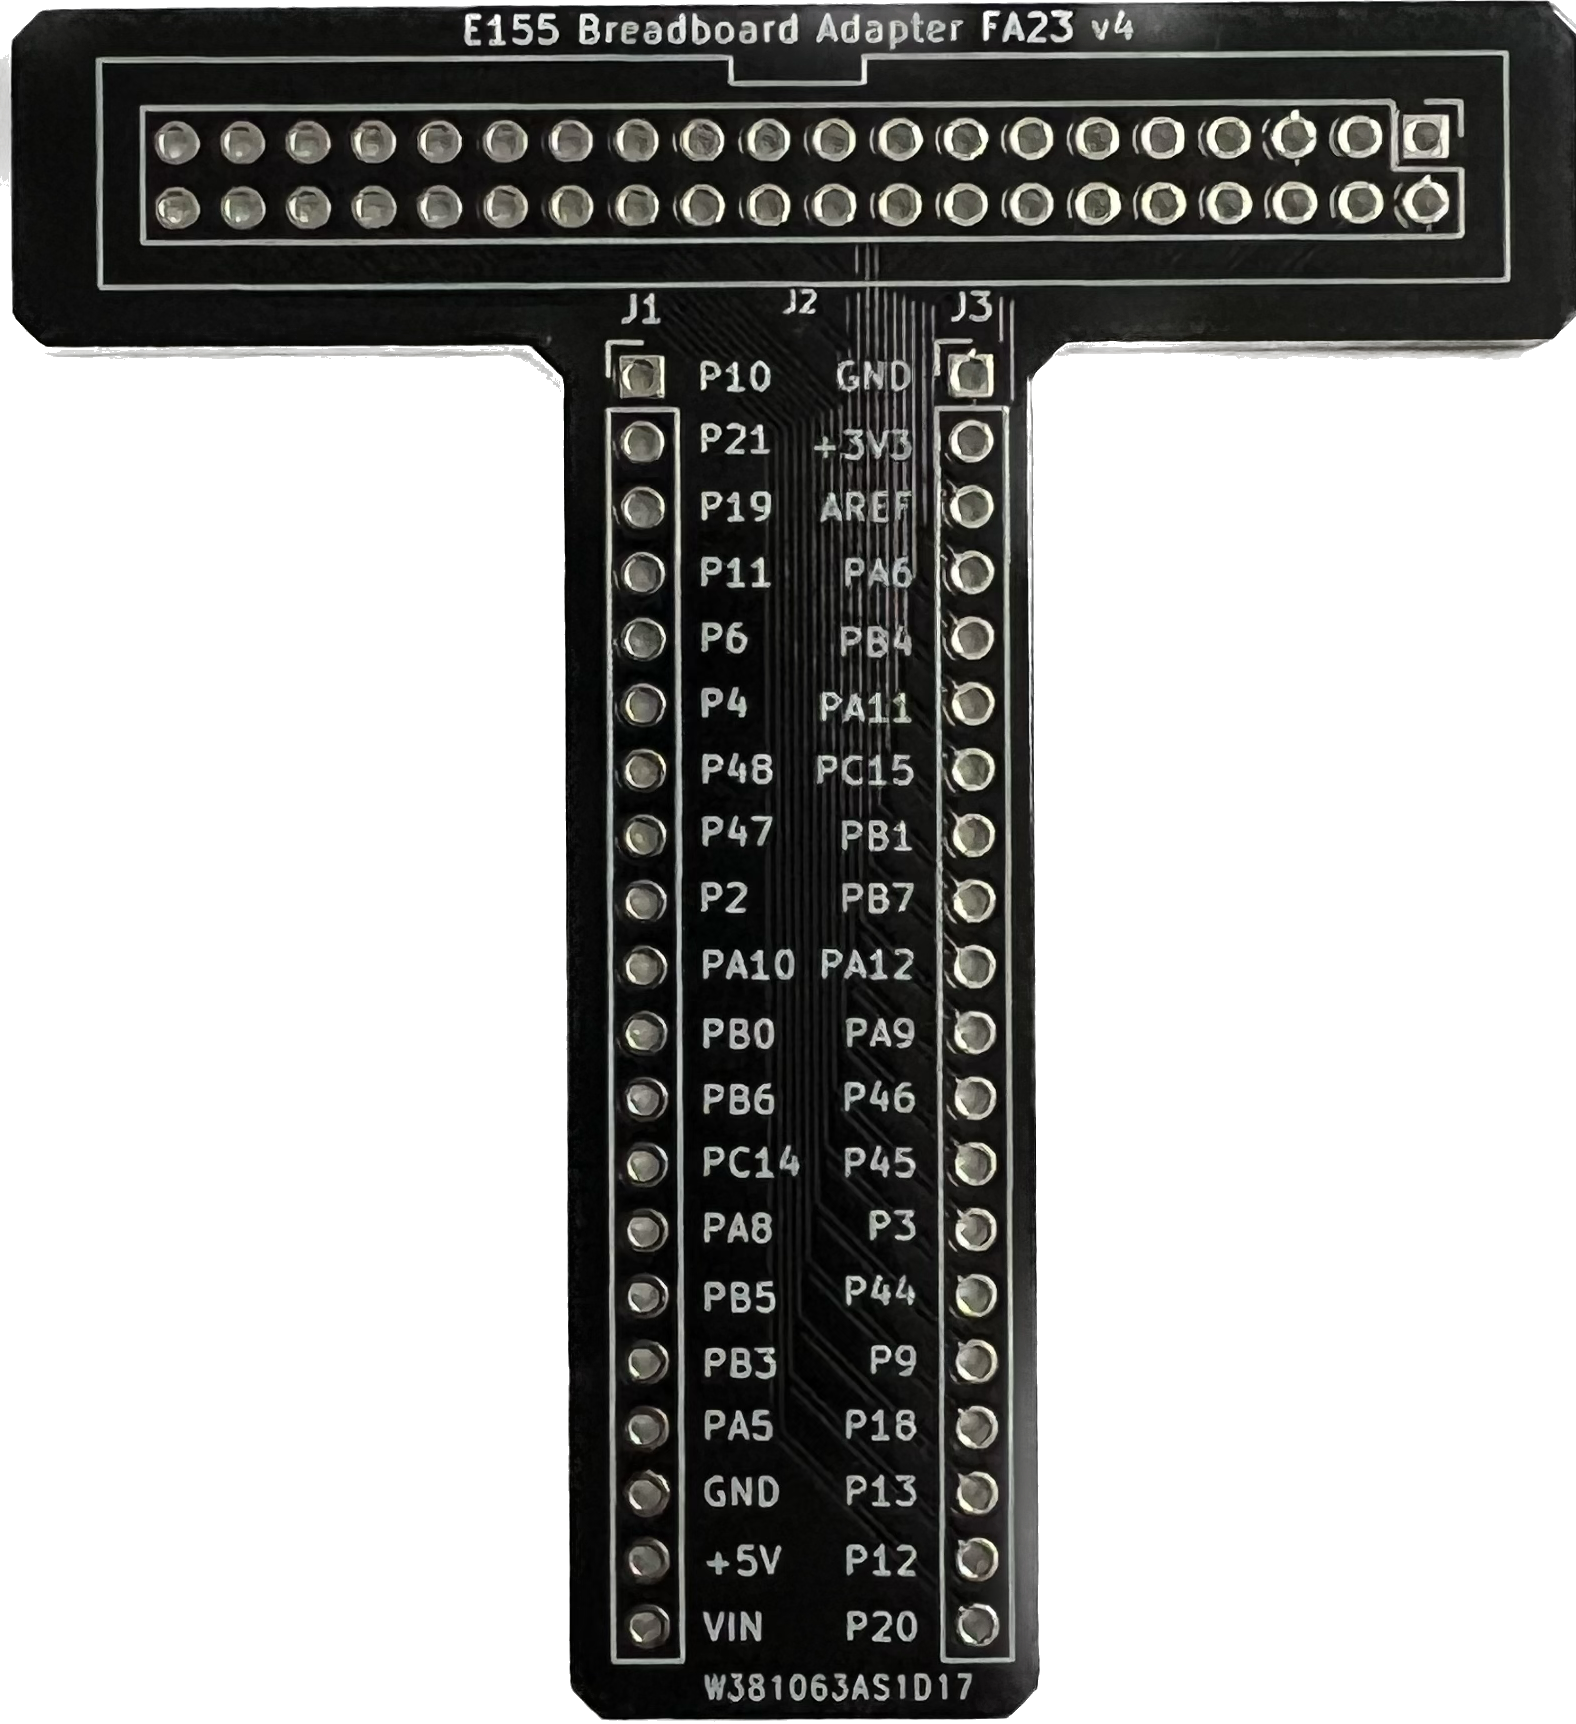 E155 Breadboard Adapter FA23 v4
J1 J2 J3
P10 GND
P21 +3V3
P19 AREF
P11 PA6
P6 PB4
P4 PA11
P48 PC15
P47 PB1
P2 PB7
PA10 PA12
PB0 PA9
PB6 P46
PC14 P45
PA8 P3
PB5 P44
PB3 P9
PA5 P18
GND P13
+5V P12
VIN P20
W381063AS1D17